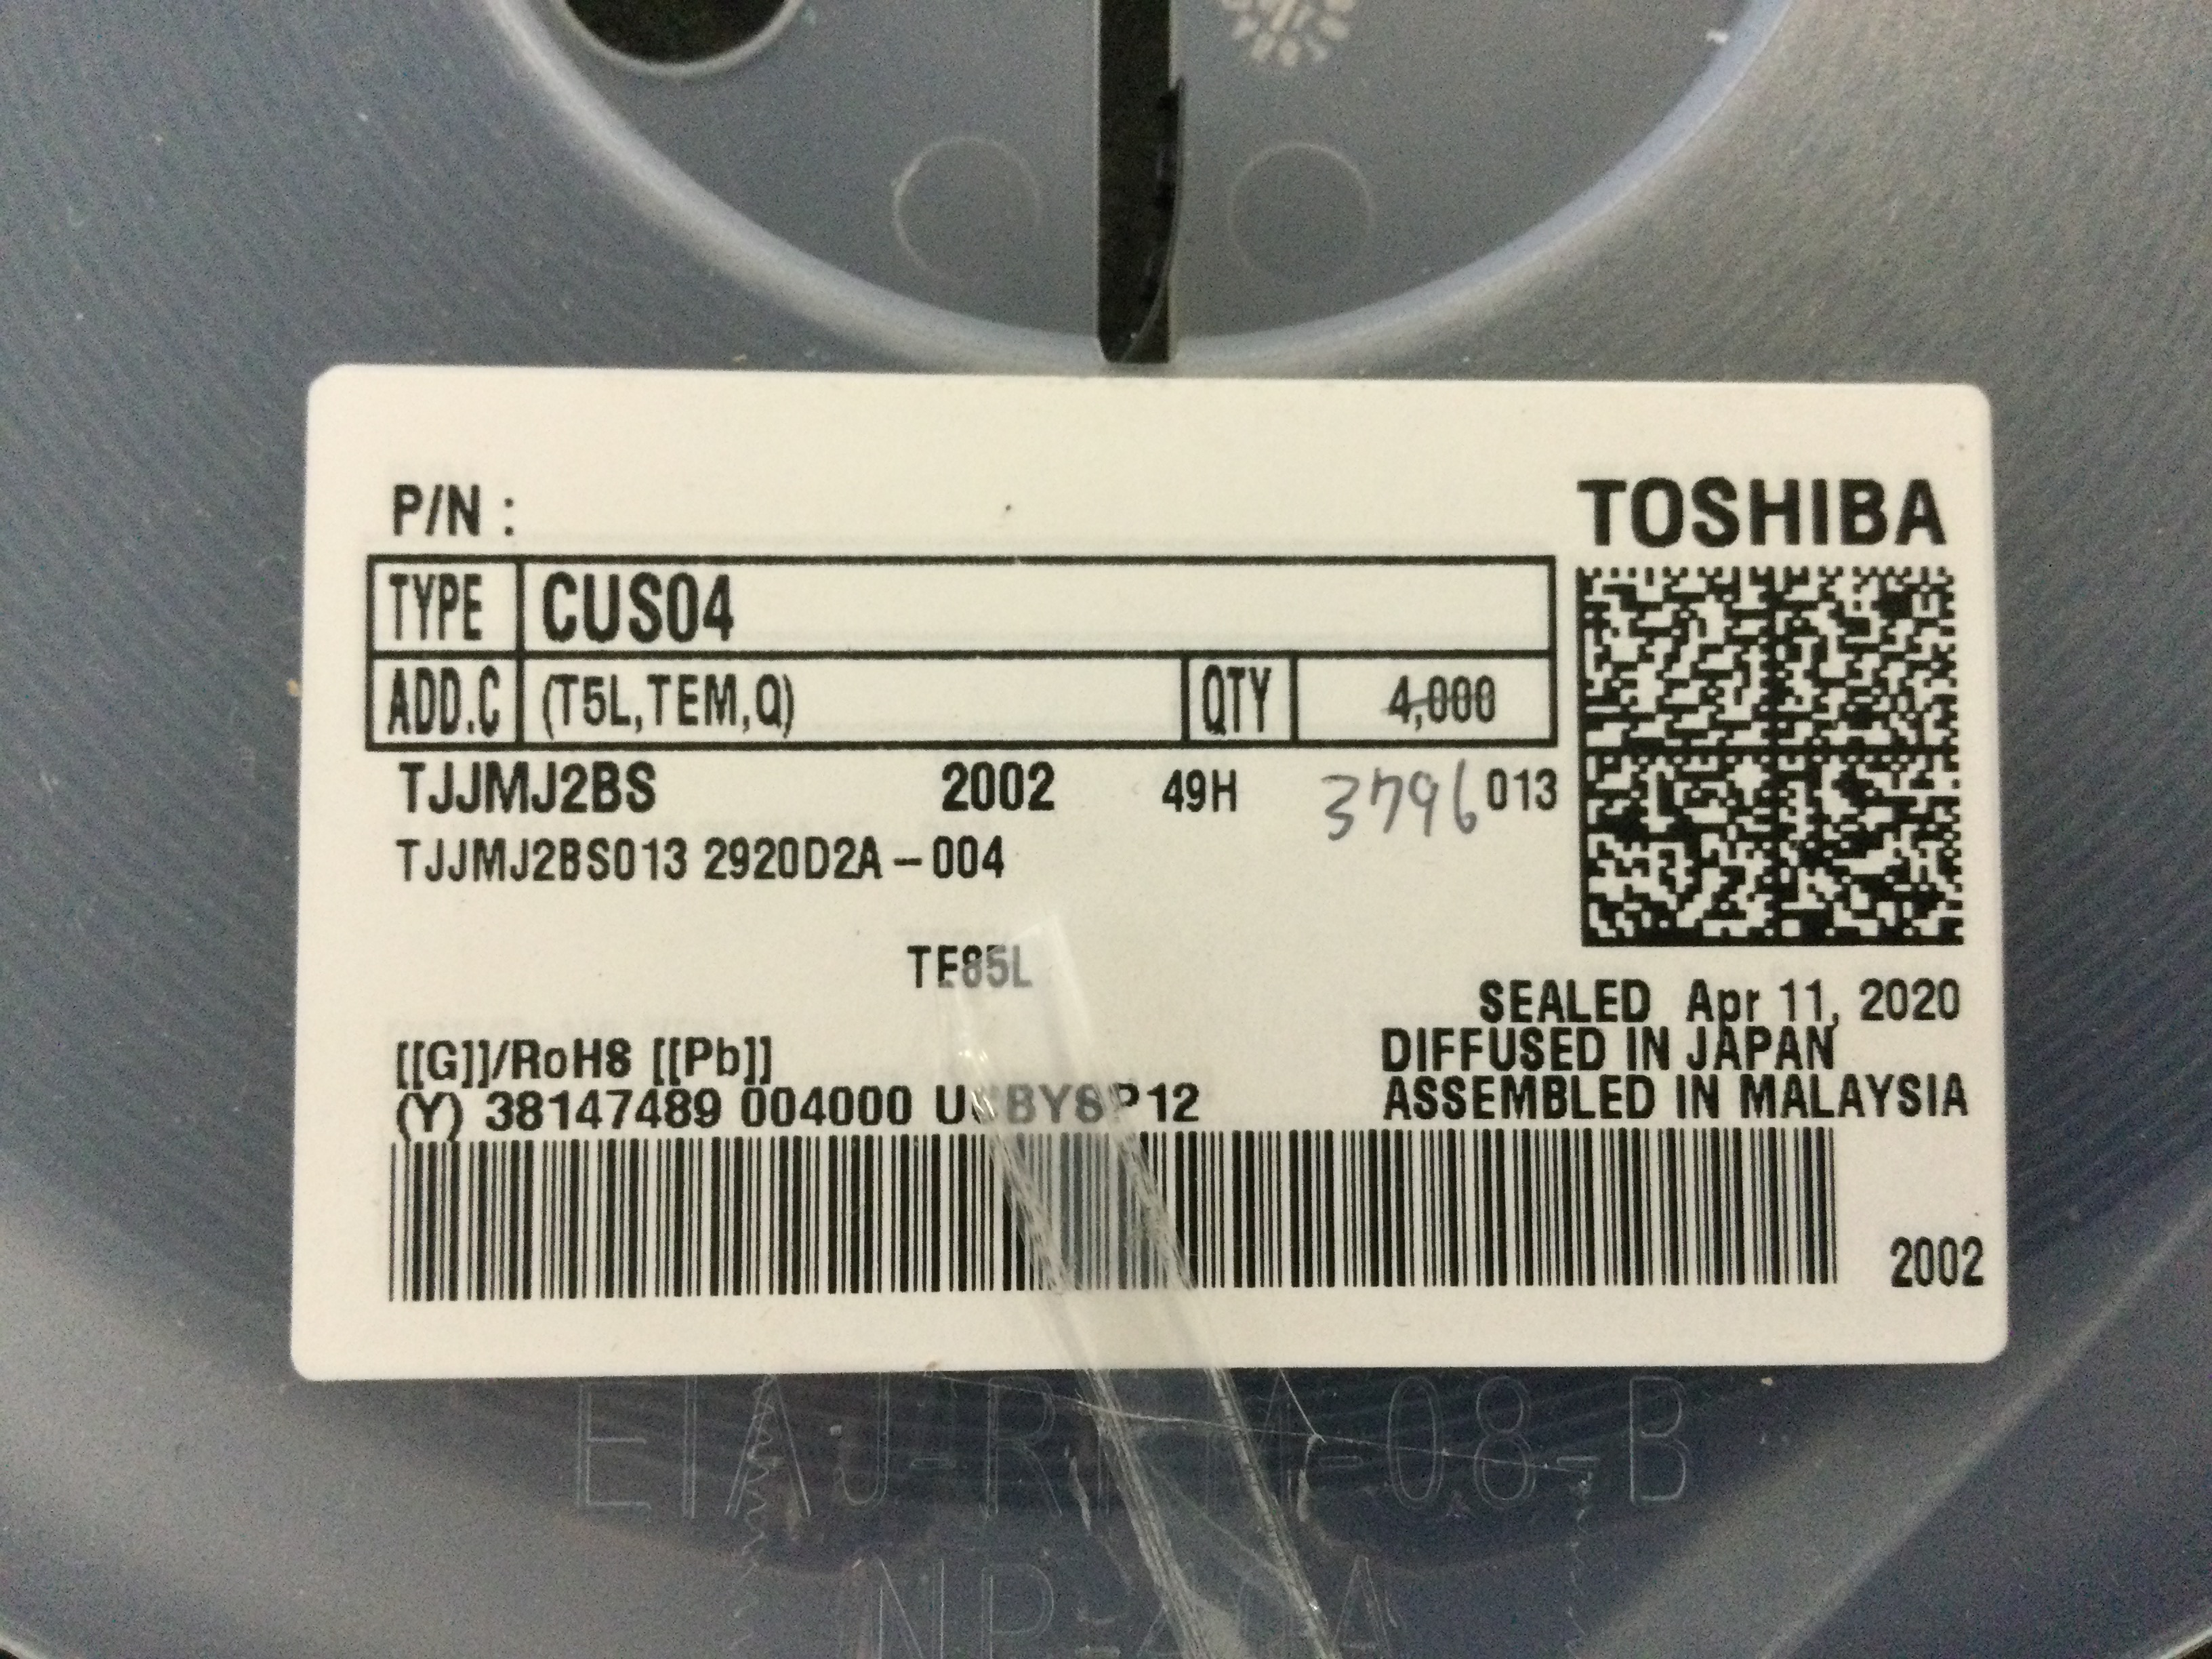 P/N :
TOSHIBA
TYPE CUS04
ADD.C (T5L,TEM,Q) QTY 4,000
TJJMJ2BS 2002 49H 3796 013
TJJMJ2BS013 2920D2A-004
TE85L
SEALED Apr 11, 2020
[[G]]/RoHS [[Pb]]
DIFFUSED IN JAPAN
(Y) 38147489 004000
ASSEMBLED IN MALAYSIA
2002